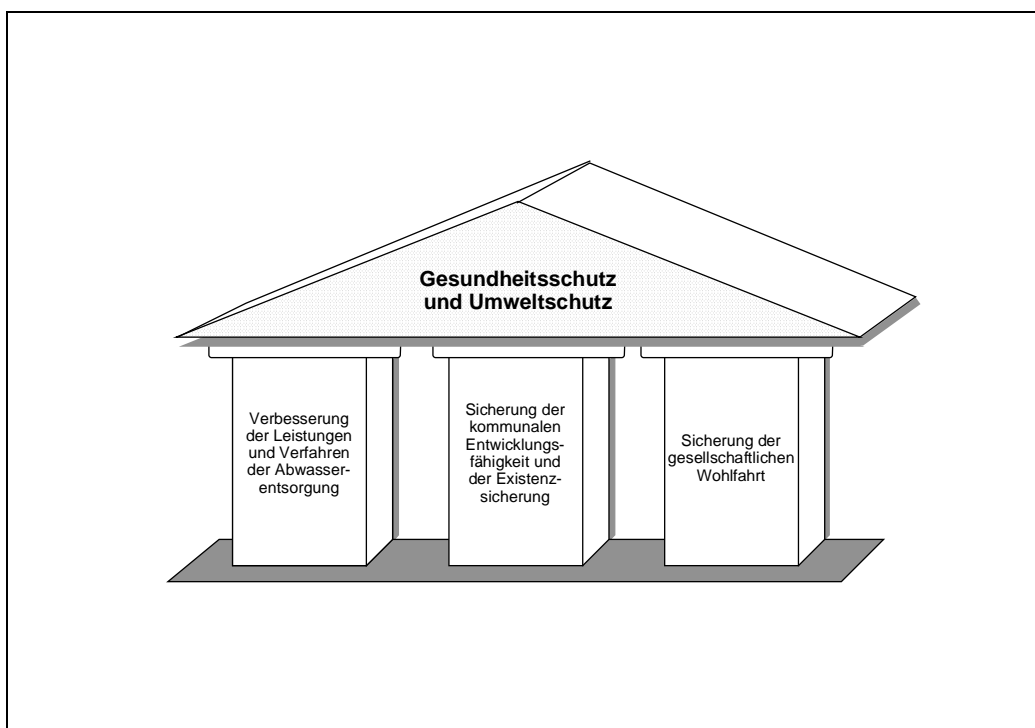 Gesundheitsschutz
und Umweltschutz
Verbesserung
der Leistungen
und Verfahren
der Abwasser-
entsorgung
Sicherung der
kommunalen
Entwicklungs-
fähigkeit und
der Existenz-
sicherung
Sicherung der
gesellschaftlichen
Wohlfahrt